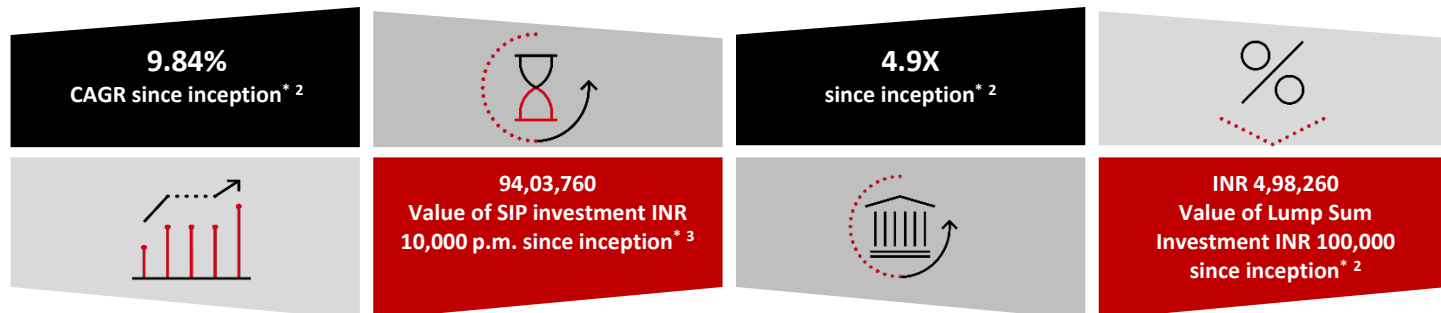 9.84%
CAGR since inception* 2
4.9X
since inception* 2
94,03,760
Value of SIP investment INR
10,000 p.m. since inception* 3
INR 4,98,260
Value of Lump Sum
Investment INR 100,000
since inception* 2